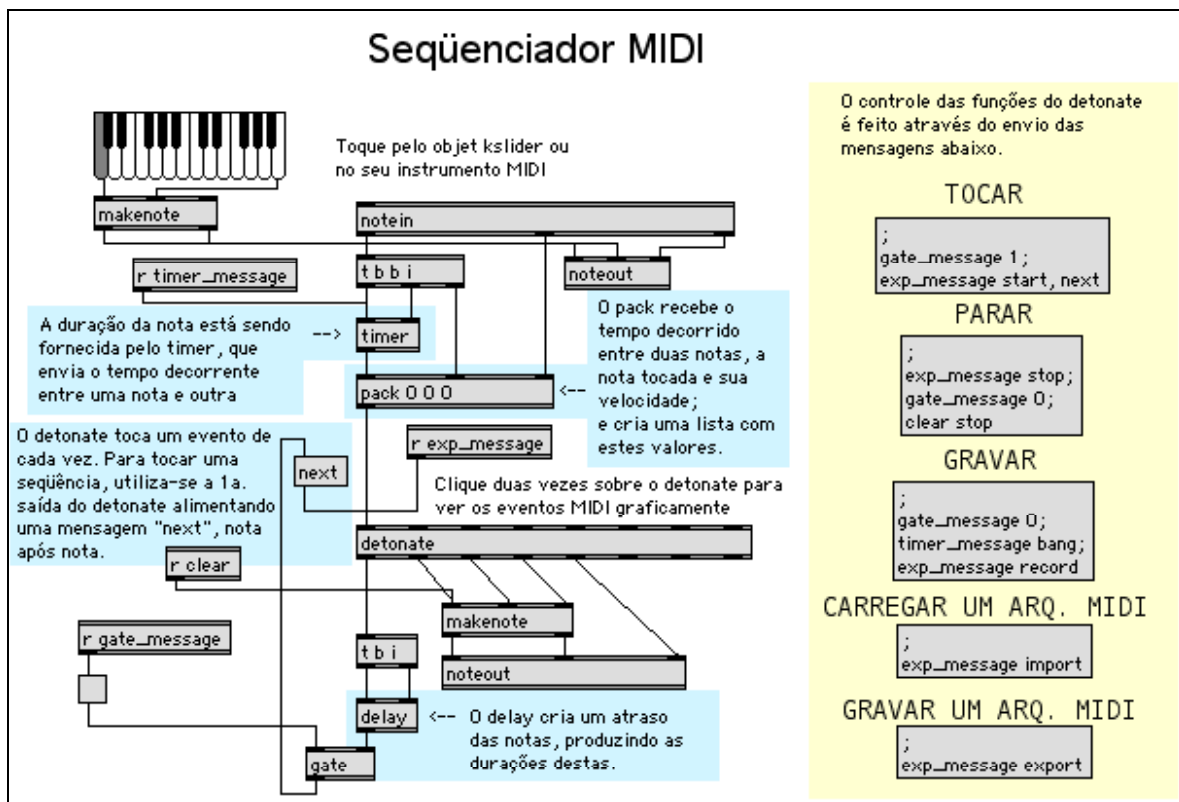 Seqüenciador MIDI
Toque pelo objet kslider ou
no seu instrumento MIDI
makenote
notein
r timer_message
t b b i
noteout
A duração da nota está sendo
fornecida pelo timer, que
envia o tempo decorrente
entre uma nota e outra
-->
timer
O pack recebe o
tempo decorrido
entre duas notas, a
nota tocada e sua
velocidade;
e cria uma lista com
estes valores.
<--
pack 0 0 0
O detonate toca um evento de
cada vez. Para tocar uma
seqüência, utiliza-se a 1a.
saída do detonate alimentando
uma mensagem "next", nota
após nota.
next
r exp_message
Clique duas vezes sobre o detonate para
ver os eventos MIDI graficamente
detonate
r clear
makenote
r gate_message
t b i
noteout
delay
<-- O delay cria um atraso
das notas, produzindo as
durações destas.
gate
O controle das funções do detonate
é feito através do envio das
mensagens abaixo.
TOCAR
;
gate_message 1;
exp_message start, next
PARAR
;
exp_message stop;
gate_message 0;
clear stop
GRAVAR
;
gate_message 0;
timer_message bang;
exp_message record
CARREGAR UM ARQ. MIDI
;
exp_message import
GRAVAR UM ARQ. MIDI
;
exp_message export